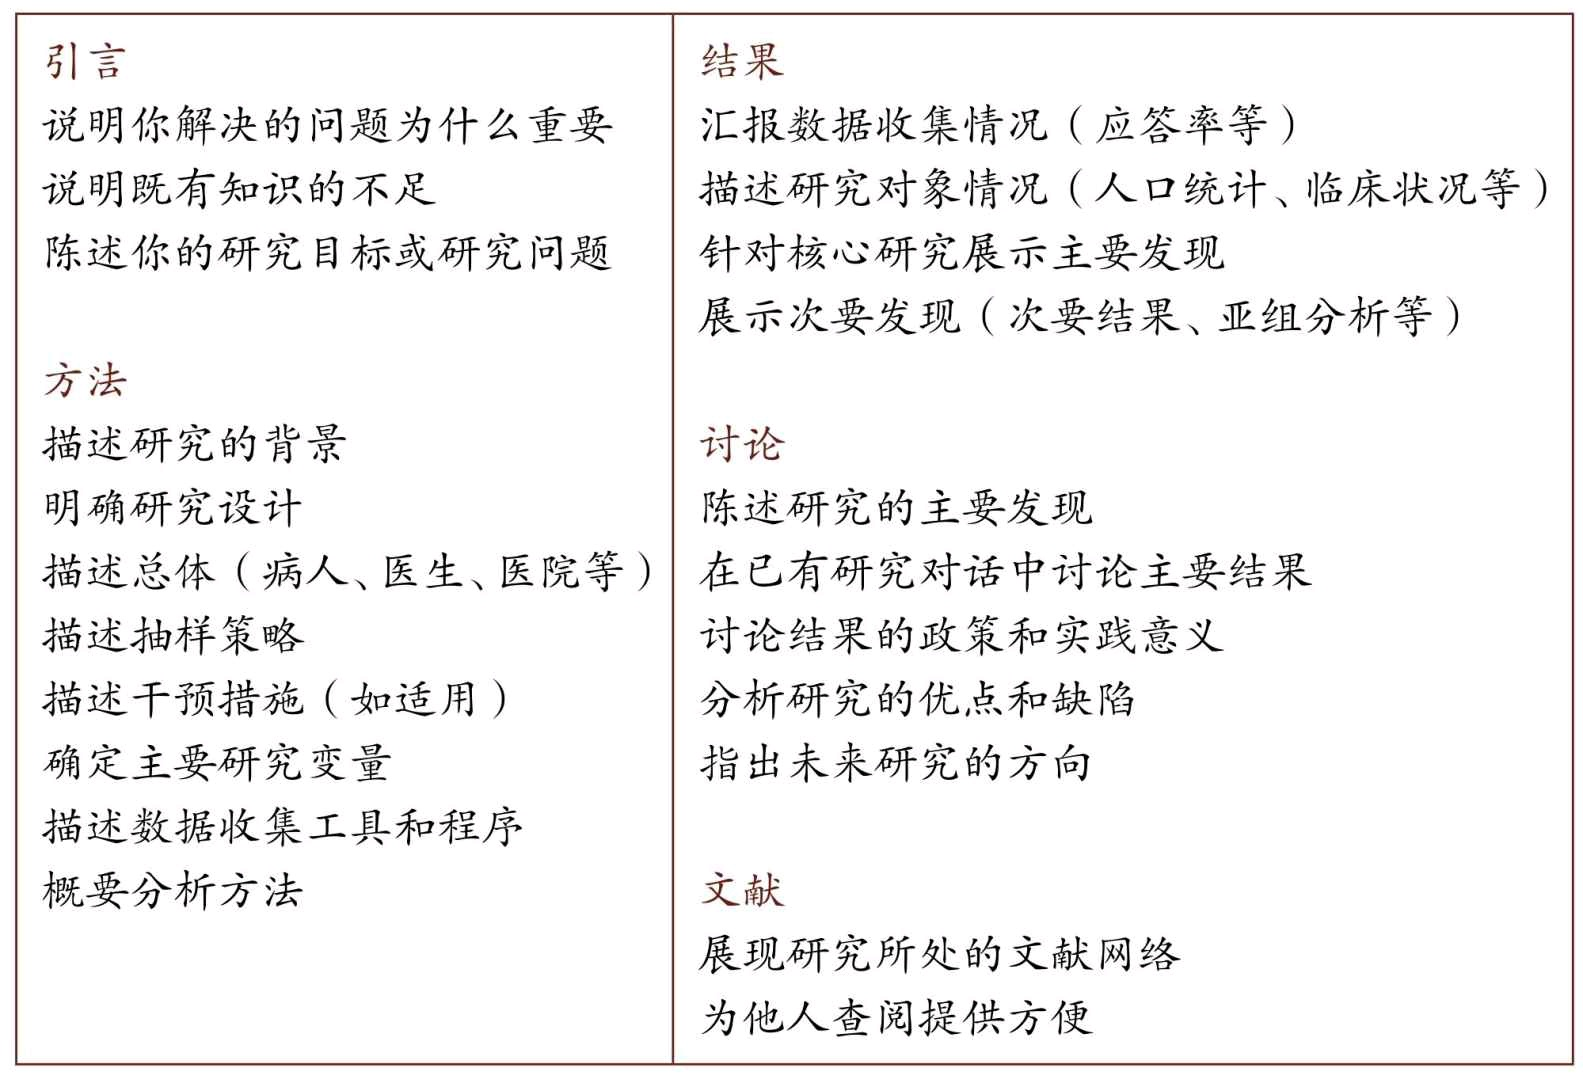 引言
说明你解决的问题为什么重要
说明既有知识的不足
陈述你的研究目标或研究问题
方法
描述研究的背景
明确研究设计
描述总体（病人、医生、医院等）
描述抽样策略
描述干预措施（如适用）
确定主要研究变量
描述数据收集工具和程序
概要分析方法
结果
汇报数据收集情况（应答率等）
描述研究对象情况（人口统计、临床状况等）
针对核心研究展示主要发现
展示次要发现（次要结果、亚组分析等）
讨论
陈述研究的主要发现
在已有研究对话中讨论主要结果
讨论结果的政策和实践意义
分析研究的优点和缺陷
指出未来研究的方向
文献
展现研究所处的文献网络
为他人查阅提供方便